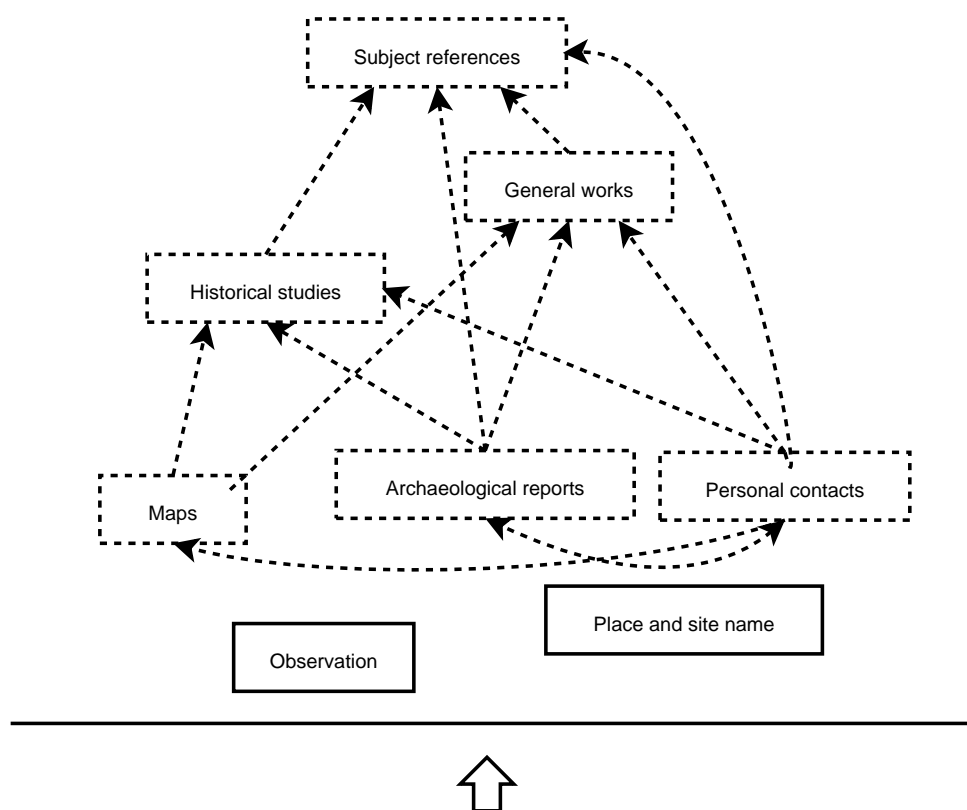 Subject references
General works
Historical studies
Archaeological reports
Personal contacts
Maps
Place and site name
Observation